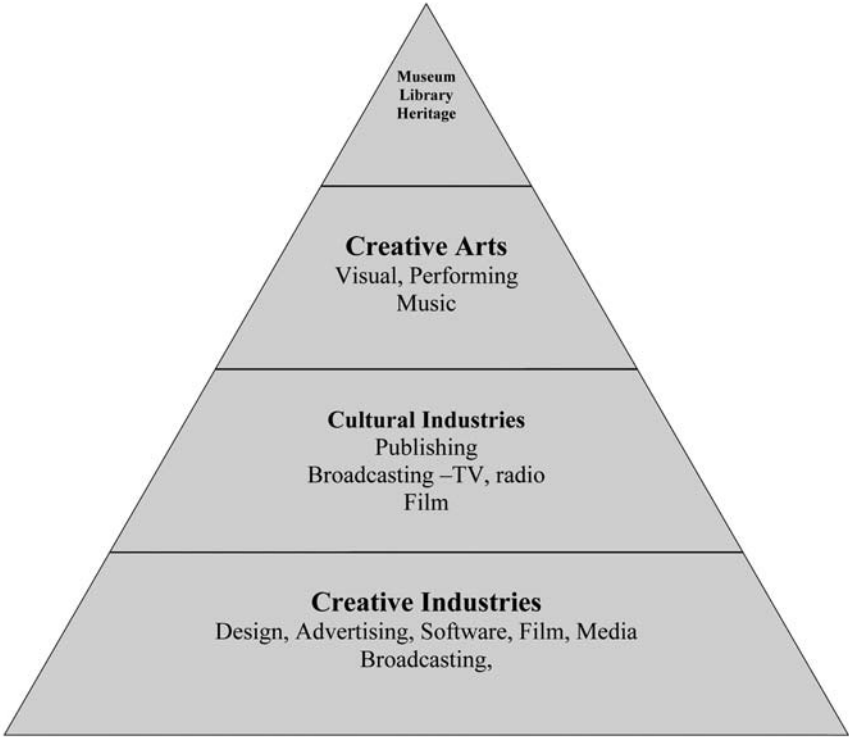 Museum
Library
Heritage
Creative Arts
Visual, Performing
Music
Cultural Industries
Publishing
Broadcasting –TV, radio
Film
Creative Industries
Design, Advertising, Software, Film, Media
Broadcasting,